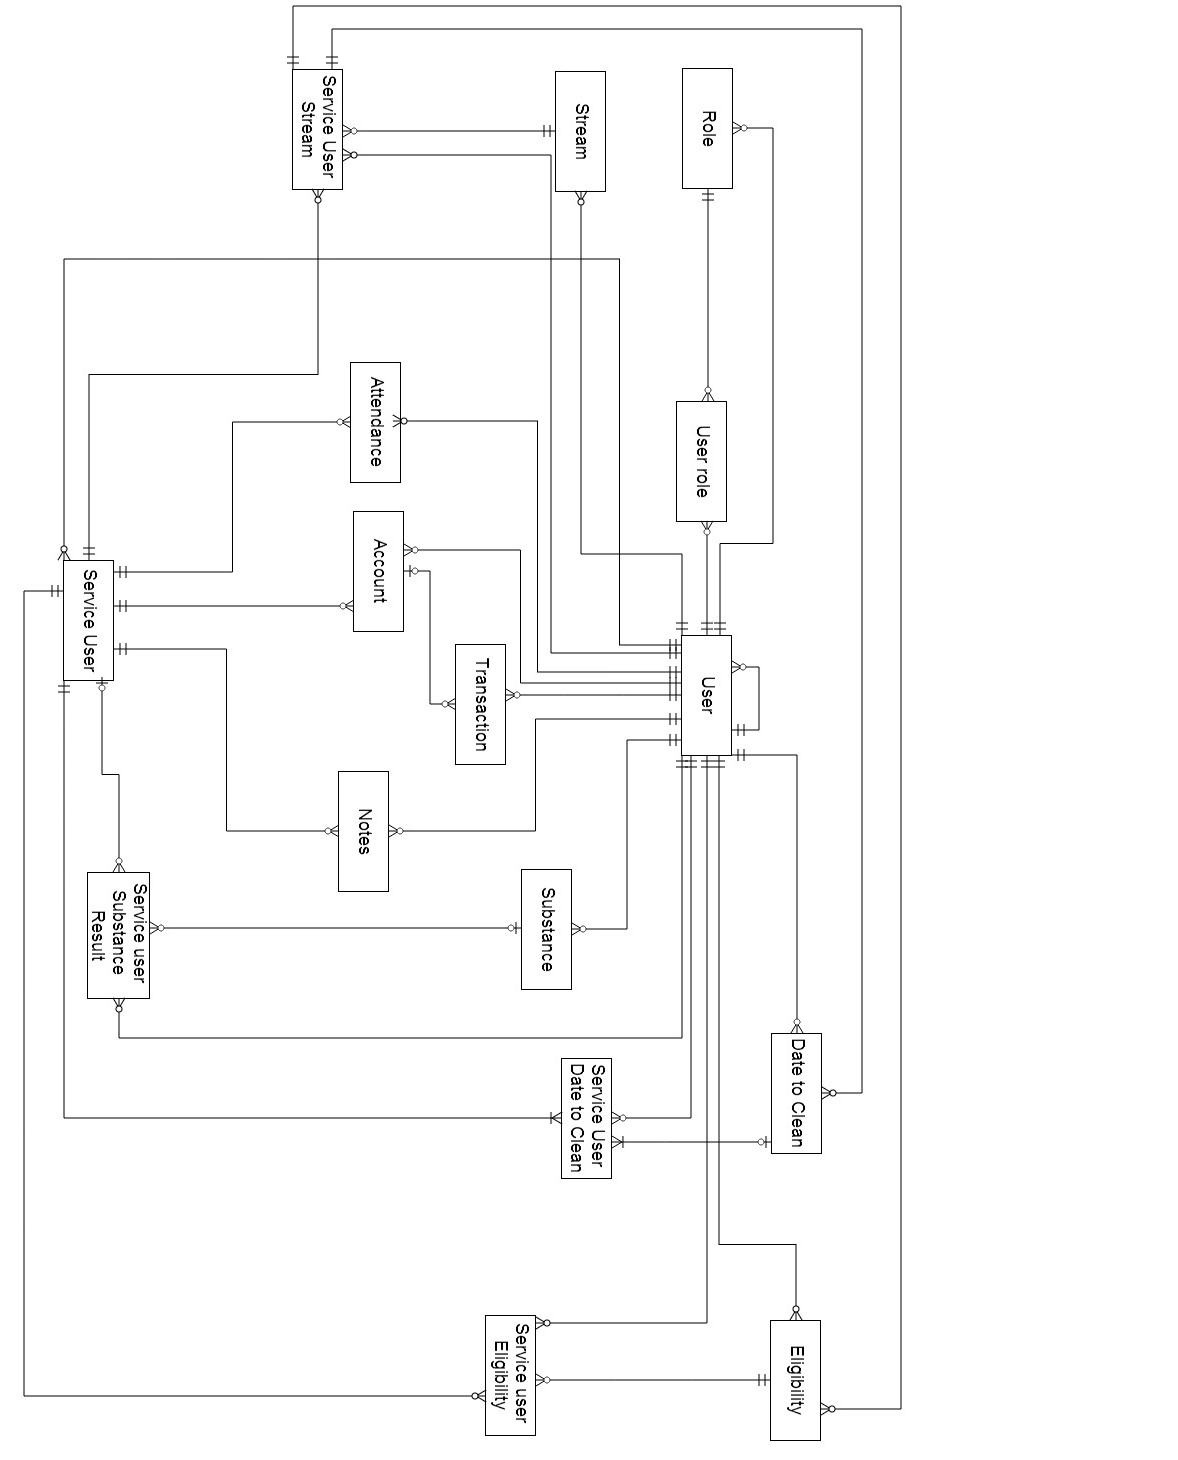 Service User
Stream
Stream
Role
Attendance
User role
Account
Service User
Transaction
User
Notes
Substance
Service user
Substance
Result
Service User
Date to Clean
Date to Clean
Service user
Eligibility
Eligibility